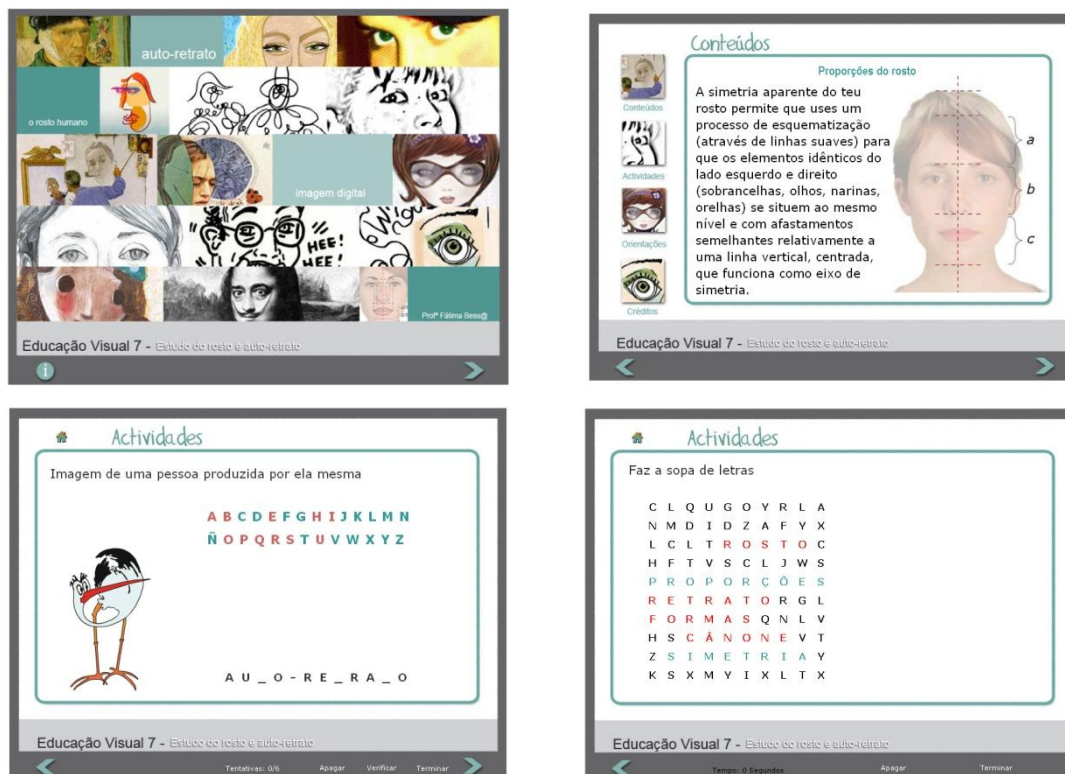 auto-retrato
o rosto humano
imagem digital
HEE!
HEE!
Profª Fátima Bess@
Educação Visual 7 - Estudo do rosto e auto-retrato
i
Conteúdos
Conteúdos
Actividades
Orientações
Créditos
Proporções do rosto
A simetria aparente do teu
rosto permite que uses um
processo de esquematização
(através de linhas suaves) para
que os elementos idênticos do
lado esquerdo e direito
(sobrancelhas, olhos, narinas,
orelhas) se situem ao mesmo
nível e com afastamentos
semelhantes relativamente a
uma linha vertical, centrada,
que funciona como eixo de
simetria.
a
b
c
Educação Visual 7 - Estudo do rosto e auto-retrato
Actividades
Imagem de uma pessoa produzida por ela mesma
A B C D E F G H I J K L M N
Ñ O P Q R S T U V W X Y Z
A U _ O - R E _ R A _ O
Educação Visual 7 - Estudo do rosto e auto-retrato
Tentativas: 0/6 Apagar Verificar Terminar
Actividades
Faz a sopa de letras
C L Q U G O Y R L A
N M D I D Z A F Y X
L C L T R O S T O C
H F T V S C L J W S
P R O P O R Ç Õ E S
R E T R A T O R G L
F O R M A S Q N L V
H S C Â N O N E V T
Z S I M E T R I A Y
K S X M Y I X L T X
Educação Visual 7 - Estudo do rosto e auto-retrato
Tempo: 0 Segundos Apagar Terminar